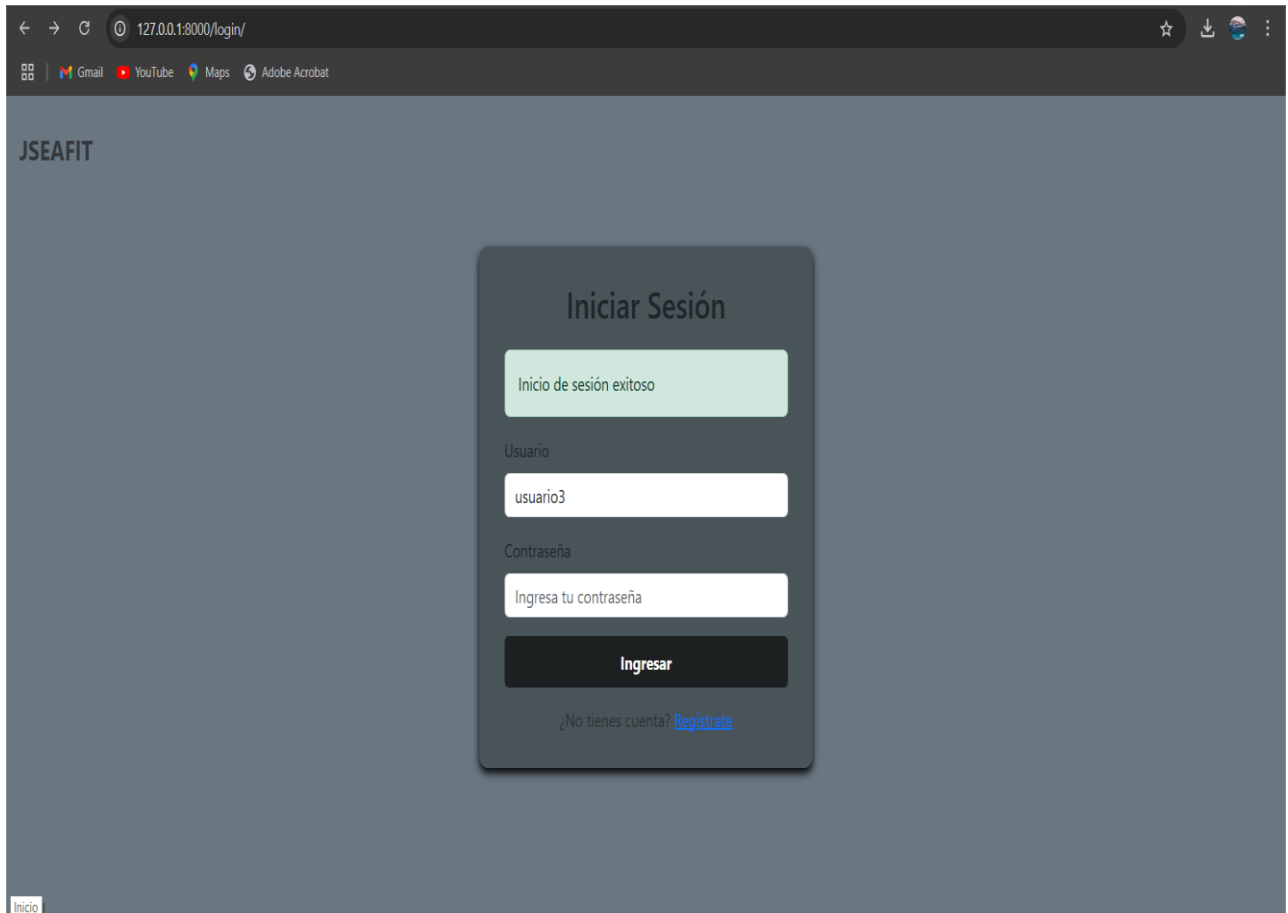 127.0.0.1:8000/login/
Gmail YouTube Maps Adobe Acrobat
JSEAFIT
Iniciar Sesión
Inicio de sesión exitoso
Usuario
usuario3
Contraseña
Ingresa tu contraseña
Ingresar
¿No tienes cuenta? Regístrate
Inicio